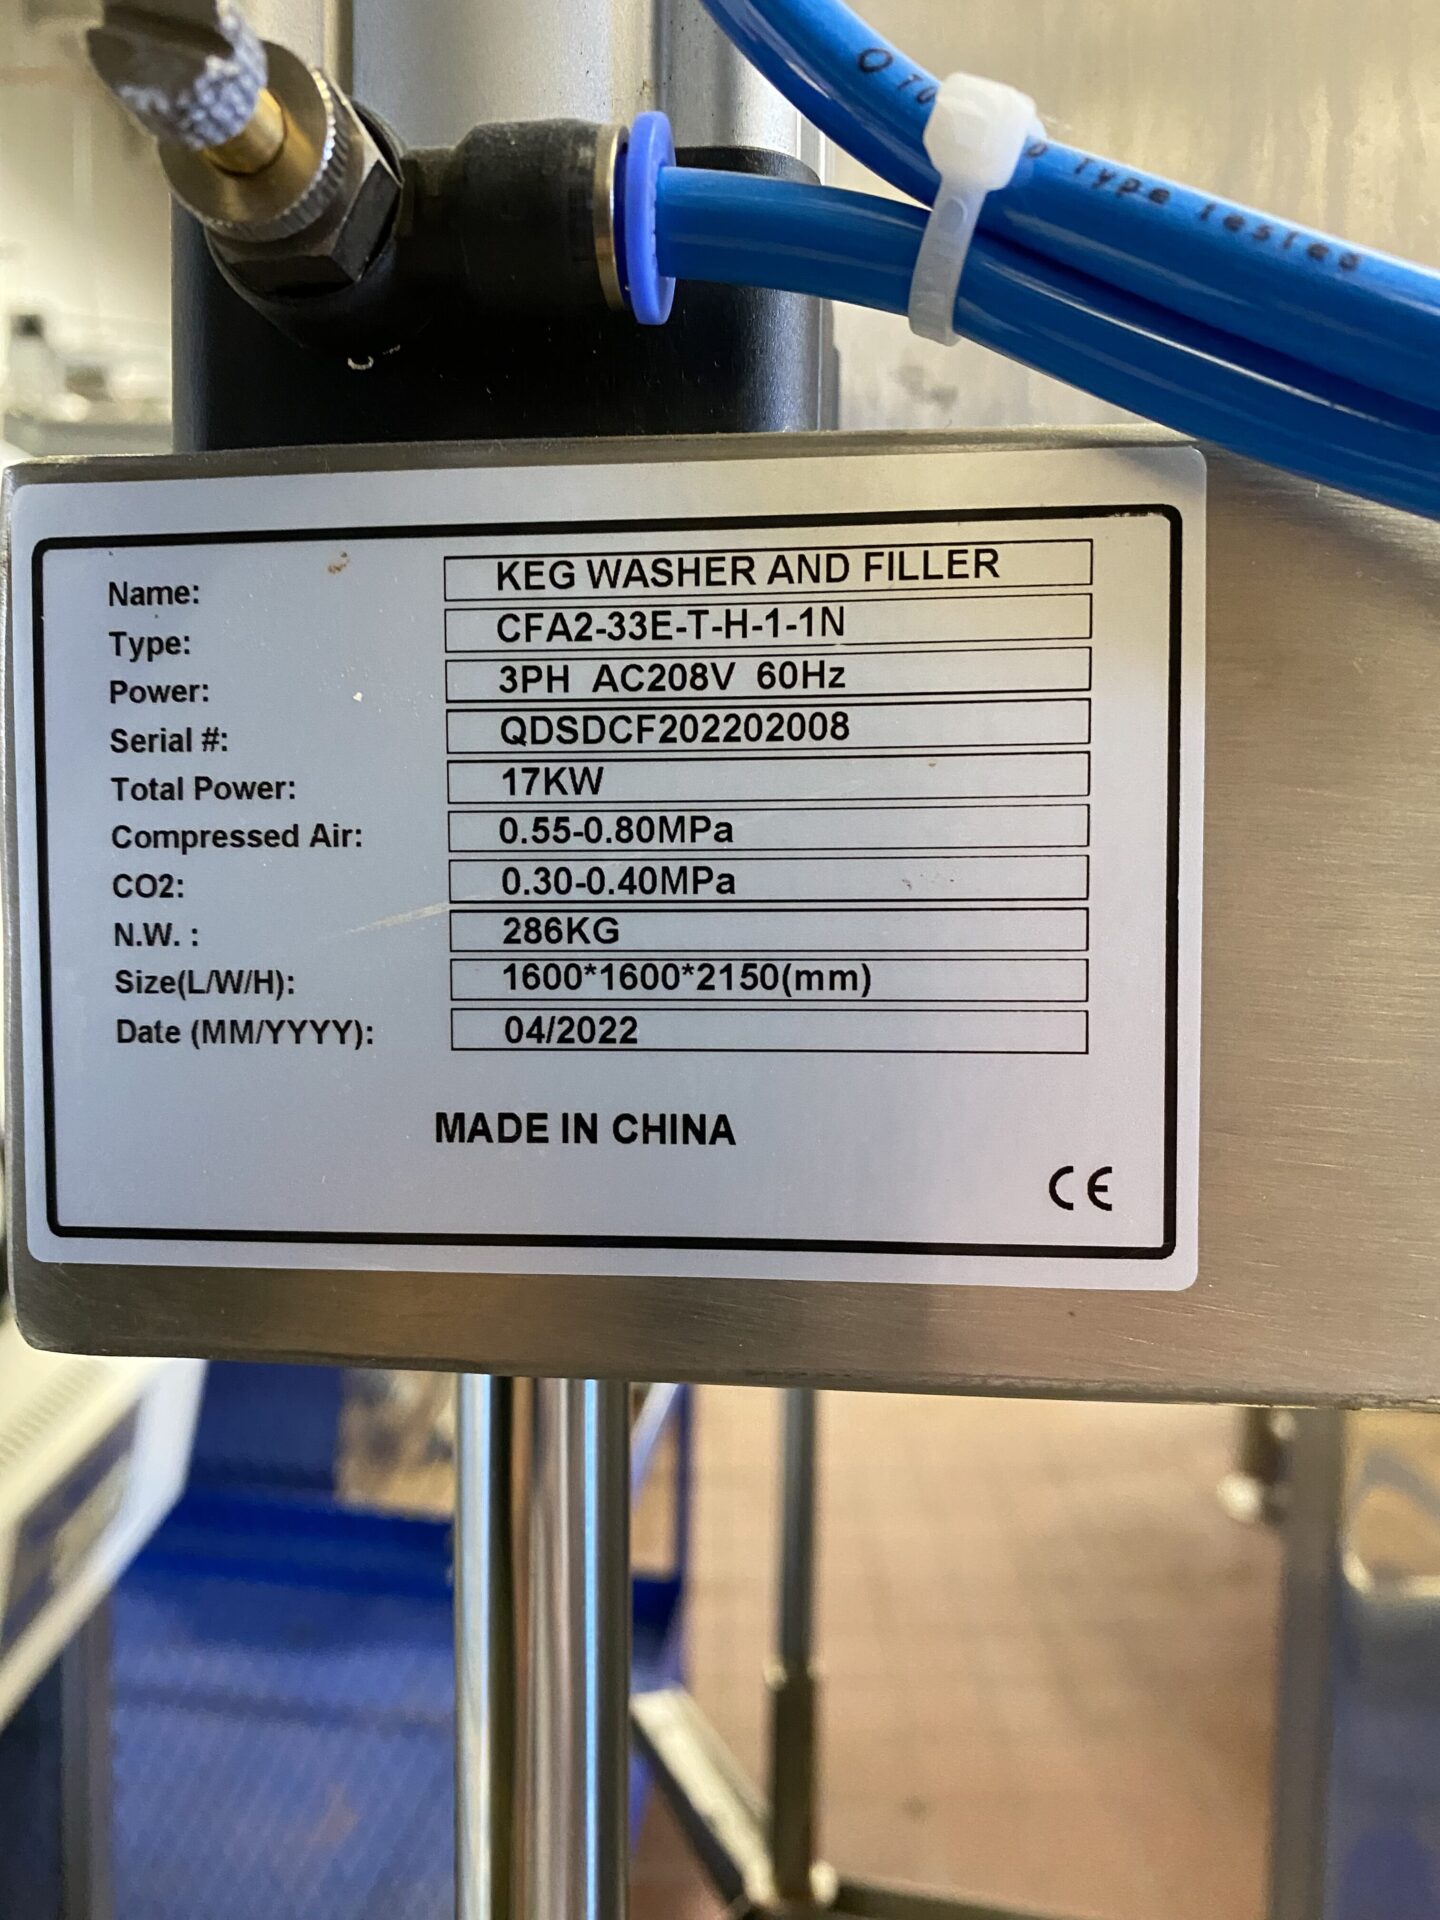 Type tested
Name: KEG WASHER AND FILLER
Type: CFA2-33E-T-H-1-1N
Power: 3PH AC208V 60Hz
Serial #: QDSDCF202202008
Total Power: 17KW
Compressed Air: 0.55-0.80MPa
CO2: 0.30-0.40MPa
N.W. : 286KG
Size(L/W/H): 1600*1600*2150(mm)
Date (MM/YYYY): 04/2022
MADE IN CHINA
CE